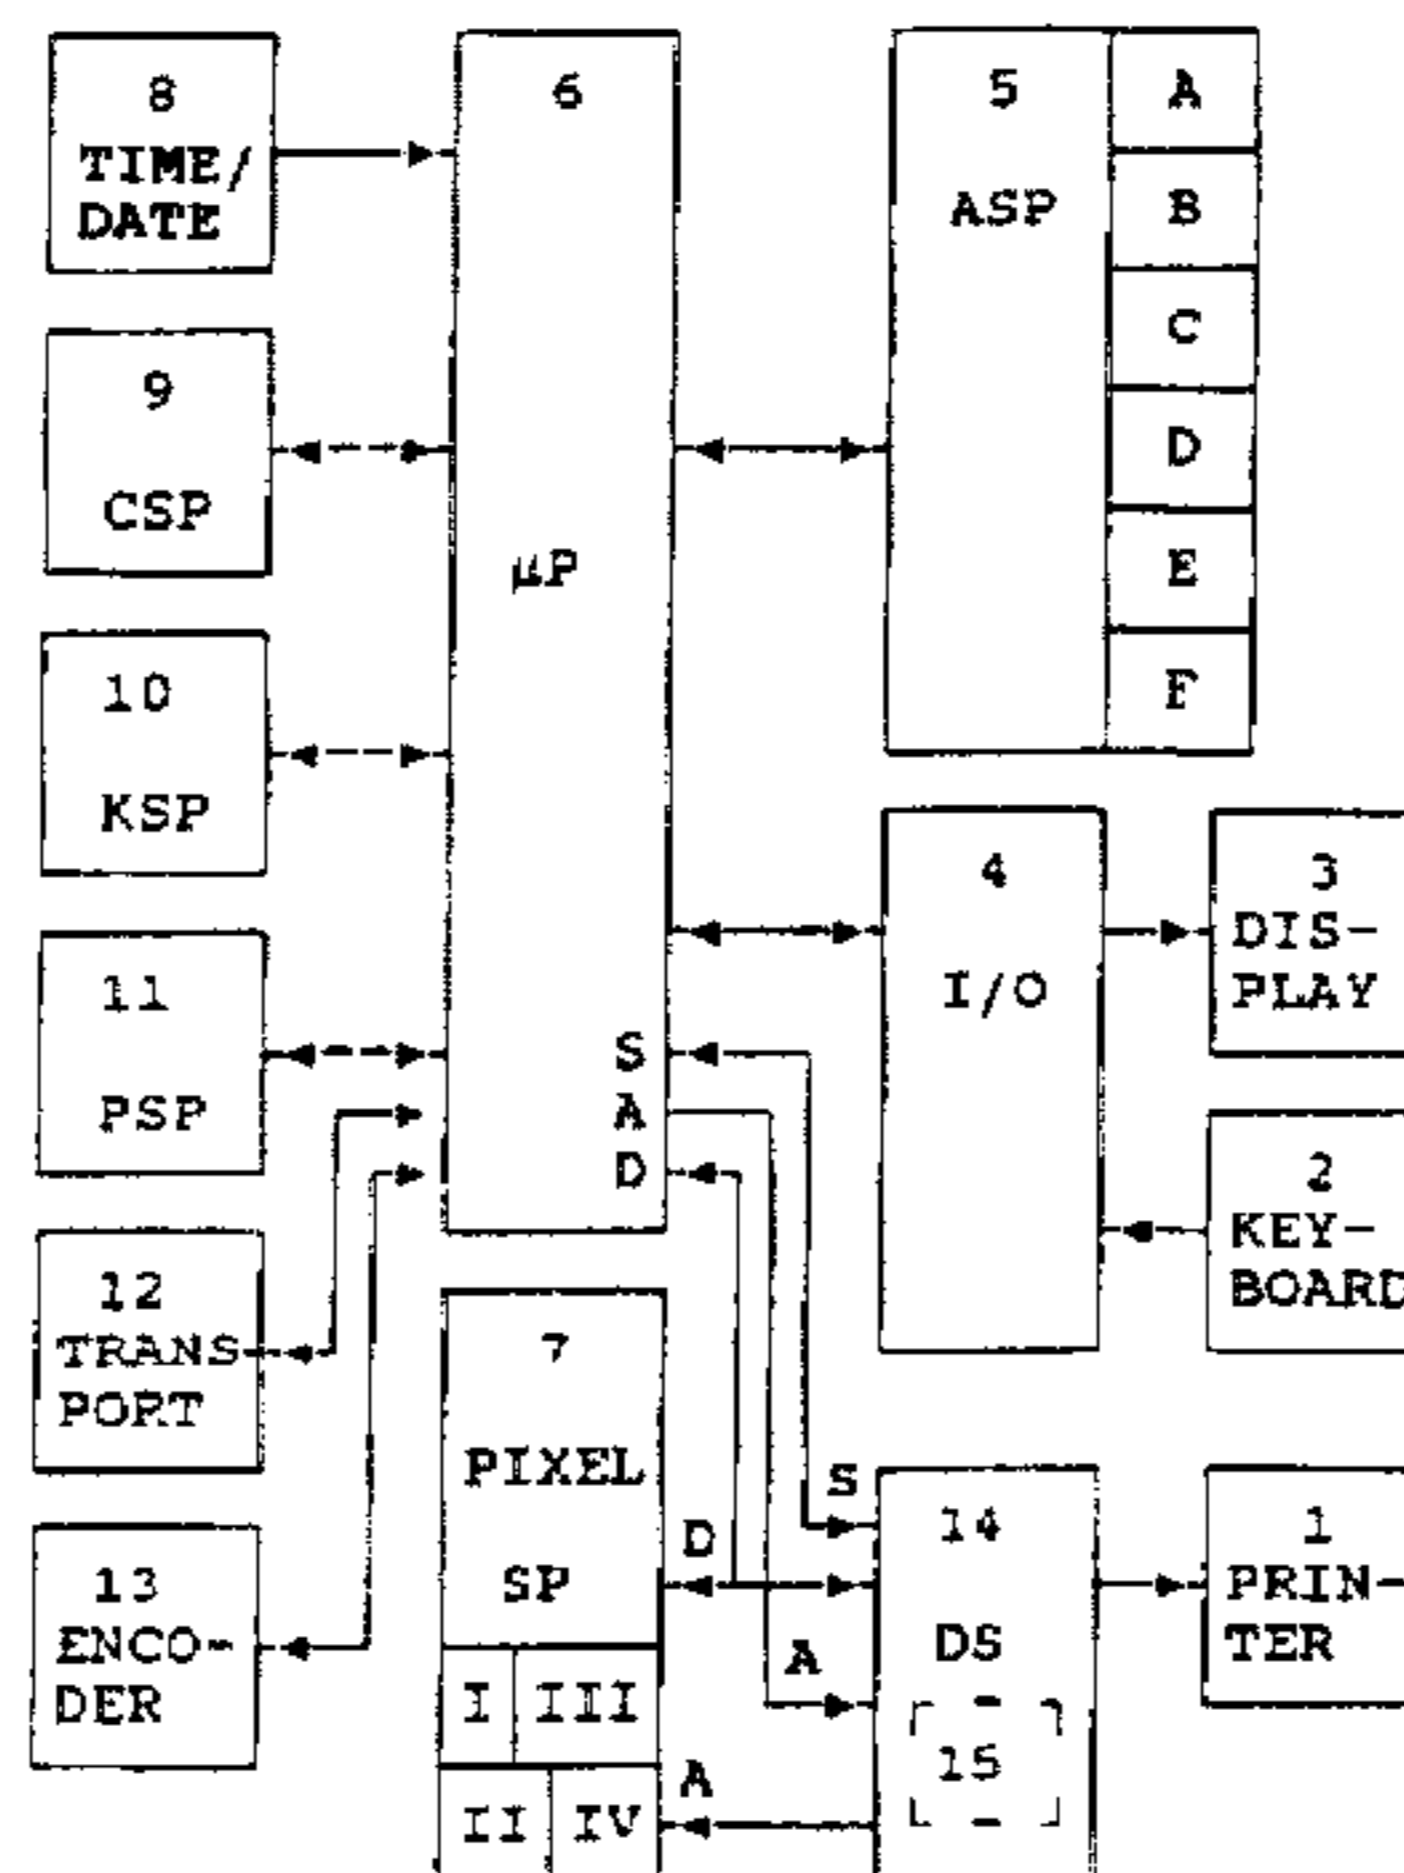 8
TIME/
DATE
6
µP
5
ASP
A
B
C
D
E
F
9
CSP
10
KSP
4
I/O
3
DIS-
PLAY
11
PSP
S
A
D
2
KEY-
BOARD
12
TRANS-
PORT
7
PIXEL
SP
I
III
II
IV
13
ENCO-
DER
S
D
A
A
14
DS
15
1
PRIN-
TER